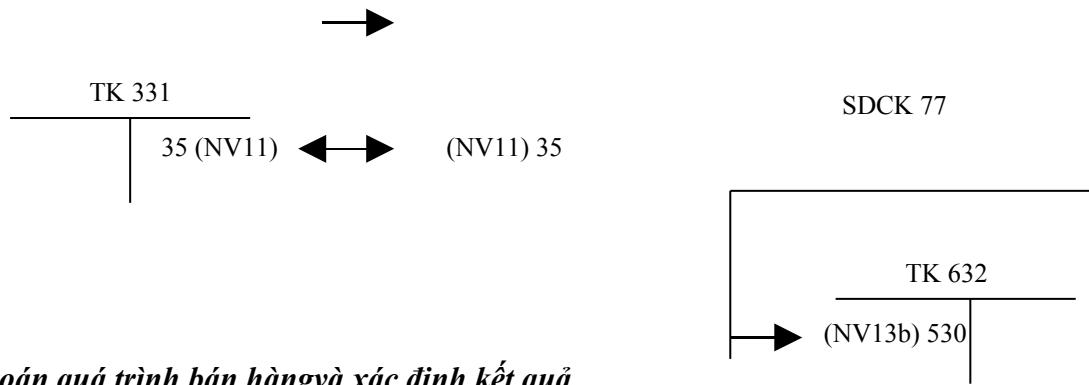 TK 331
SDCK 77
35 (NV11) (NV11) 35
TK 632
(NV13b) 530
quá trình bán hàngvà xác định kết quả